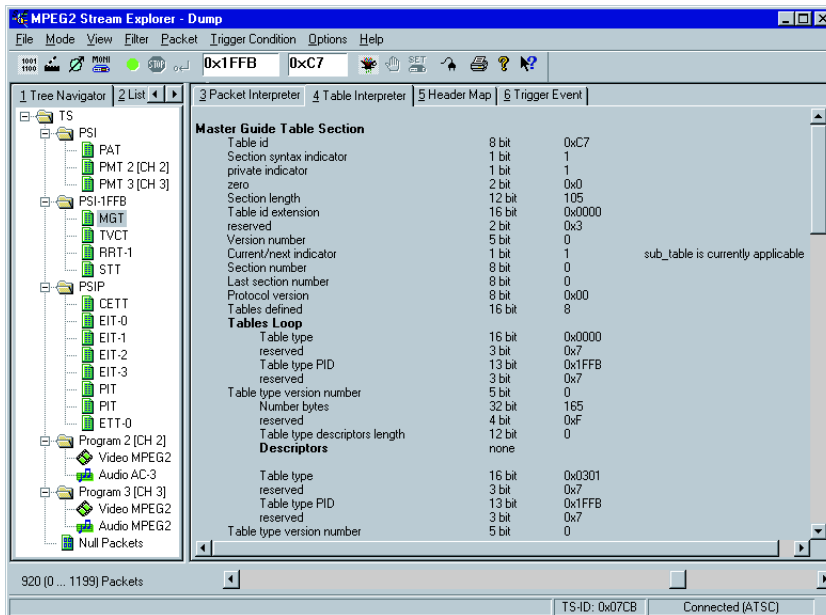 MPEG2 Stream Explorer - Dump
File Mode View Filter Packet Trigger Condition Options Help
1001 1100 MONI STOP 0x1FFB 0xC7 SET
1 Tree Navigator 2 List
3 Packet Interpreter 4 Table Interpreter 5 Header Map 6 Trigger Event
TS
PSI
PAT
PMT 2 [CH 2]
PMT 3 [CH 3]
PSI-1FFB
MGT
TVCT
RRT-1
STT
PSIP
CETT
EIT-0
EIT-1
EIT-2
EIT-3
PIT
PIT
ETT-0
Program 2 [CH 2]
Video MPEG2
Audio AC-3
Program 3 [CH 3]
Video MPEG2
Audio MPEG2
Null Packets
Master Guide Table Section
Table id 8 bit 0xC7
Section syntax indicator 1 bit 1
private indicator 1 bit 1
zero 2 bit 0x0
Section length 12 bit 105
Table id extension 16 bit 0x0000
reserved 2 bit 0x3
Version number 5 bit 0
Current/next indicator 1 bit 1 sub_table is currently applicable
Section number 8 bit 0
Last section number 8 bit 0
Protocol version 8 bit 0x00
Tables defined 16 bit 8
Tables Loop
Table type 16 bit 0x0000
reserved 3 bit 0x7
Table type PID 13 bit 0x1FFB
reserved 3 bit 0x7
Table type version number 5 bit 0
Number bytes 32 bit 165
reserved 4 bit 0xF
Table type descriptors length 12 bit 0
Descriptors none
Table type 16 bit 0x0301
reserved 3 bit 0x7
Table type PID 13 bit 0x1FFB
reserved 3 bit 0x7
Table type version number 5 bit 0
920 (0 ... 1199) Packets
TS-ID: 0x07CB Connected (ATSC)